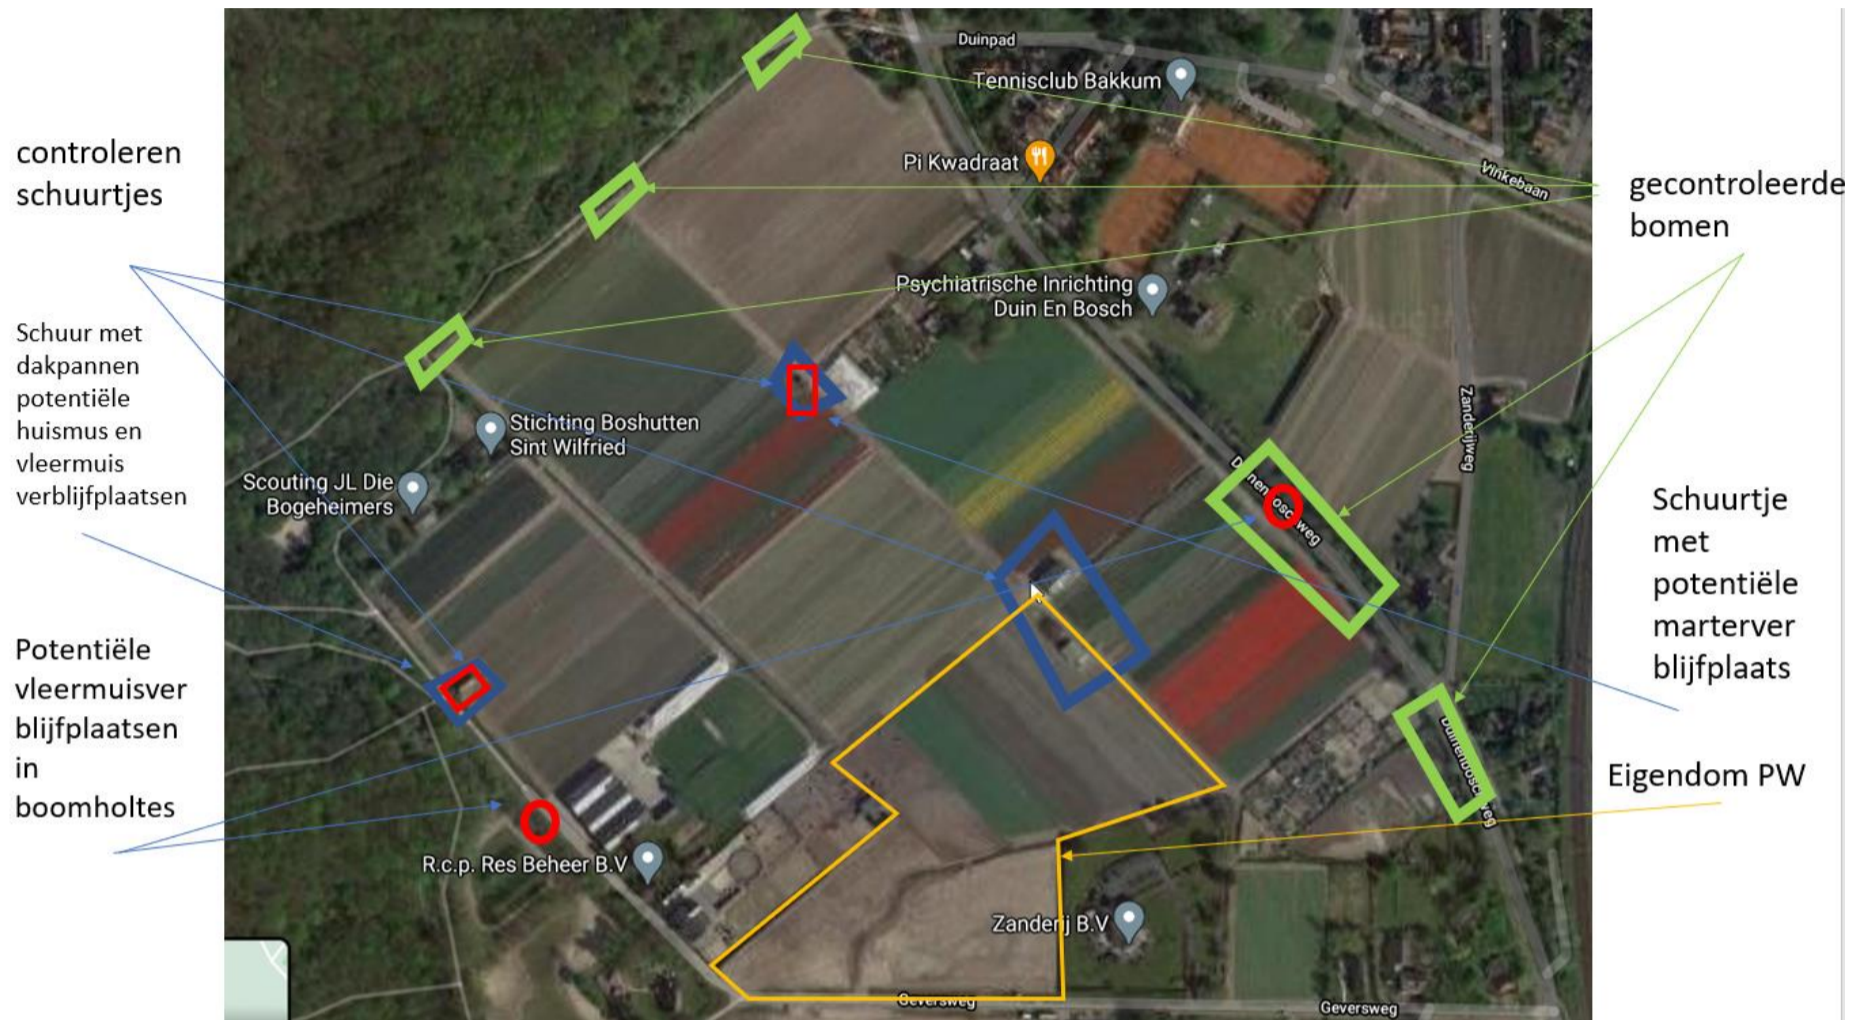 controleren
schuurtjes
Schuur met
dakpannen
potentiële
huismus en
vleermuis
verblijfplaatsen
Potentiële
vleermuisver
blijfplaatsen
in
boomholtes
Duinpad
Tennisclub Bakkum
Pi Kwadraat
Vinkebaan
Psychiatrische Inrichting
Duin En Bosch
Zanderijweg
Stichting Boshutten
Sint Wilfried
Scouting JL Die
Bogeheimers
R.c.p. Res Beheer B.V
Zanderij B.V
Geversweg
Geversweg
Duinenboschweg
gecontroleerde
bomen
Schuurtje
met
potentiële
marterver
blijfplaats
Eigendom PW